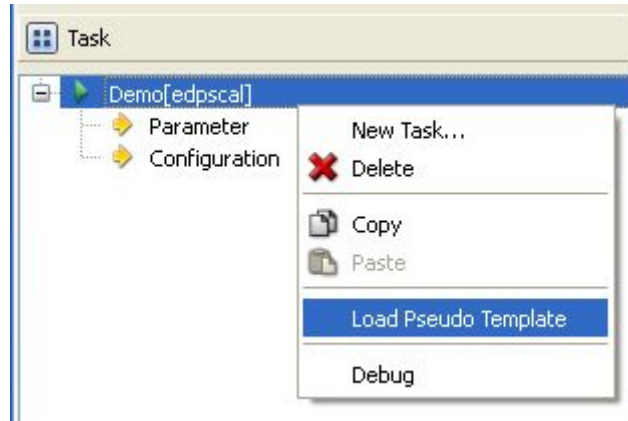 Task
Demo[edpscal]
Parameter
Configuration
New Task...
Delete
Copy
Paste
Load Pseudo Template
Debug